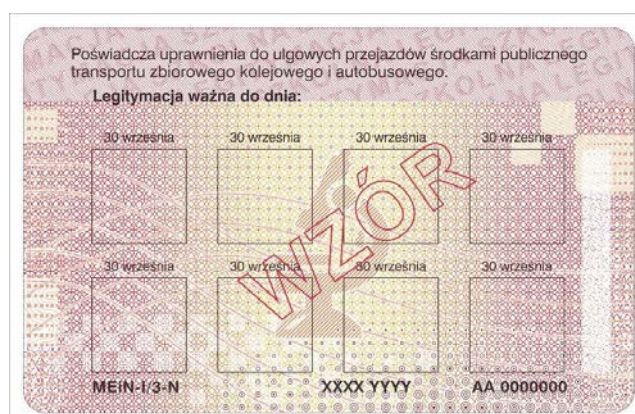 Poświadcza uprawnienia do ulgowych przejazdów środkami publicznego
transportu zbiorowego kolejowego i autobusowego.
Legitymacja ważna do dnia:
30 września 30 września 30 września 30 września
WZÓR
30 września 30 września 30 września 30 września
MEiN-I/3-N XXXX YYYY AA 0000000